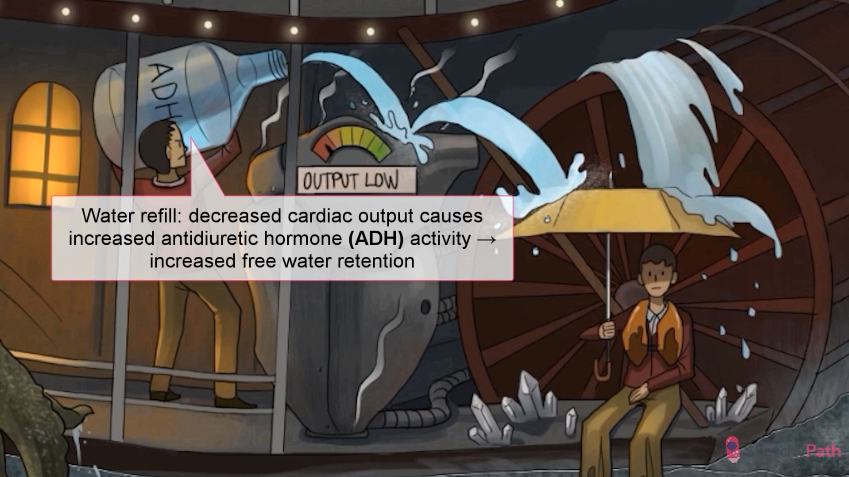 ADH
OUTPUT LOW
Water refill: decreased cardiac output causes
increased antidiuretic hormone (ADH) activity →
increased free water retention
Path